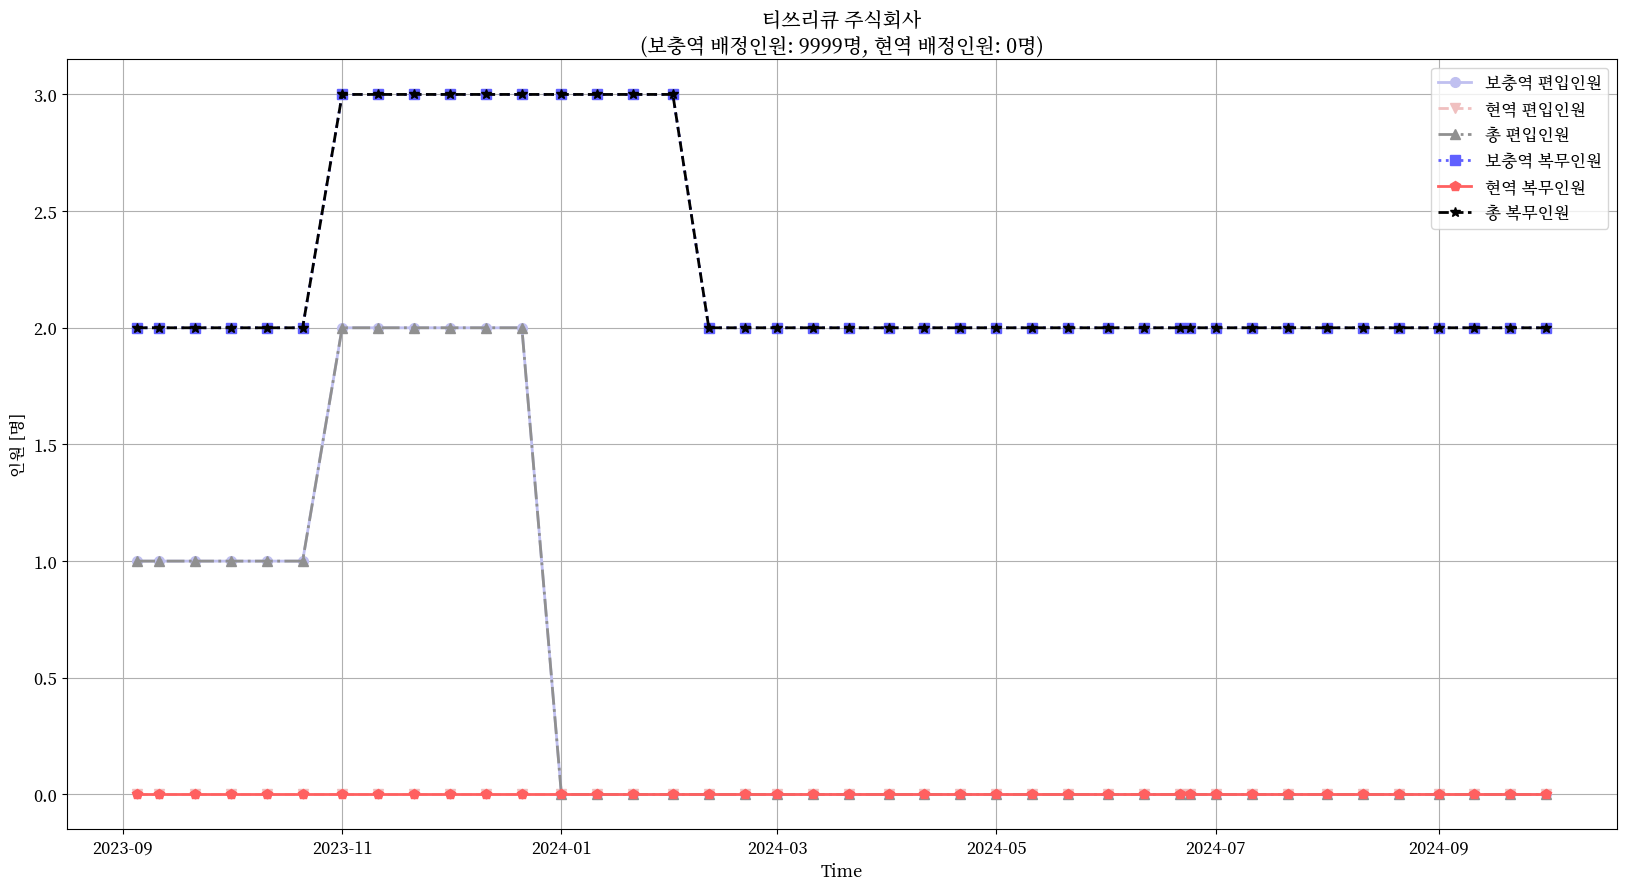 티쓰리큐 주식회사
(보충역 배정인원: 9999명, 현역 배정인원: 0명)
보충역 편입인원
현역 편입인원
총 편입인원
보충역 복무인원
현역 복무인원
총 복무인원
인원 [명]
3.0
2.5
2.0
1.5
1.0
0.5
0.0
2023-09 2023-11 2024-01 2024-03 2024-05 2024-07 2024-09
Time